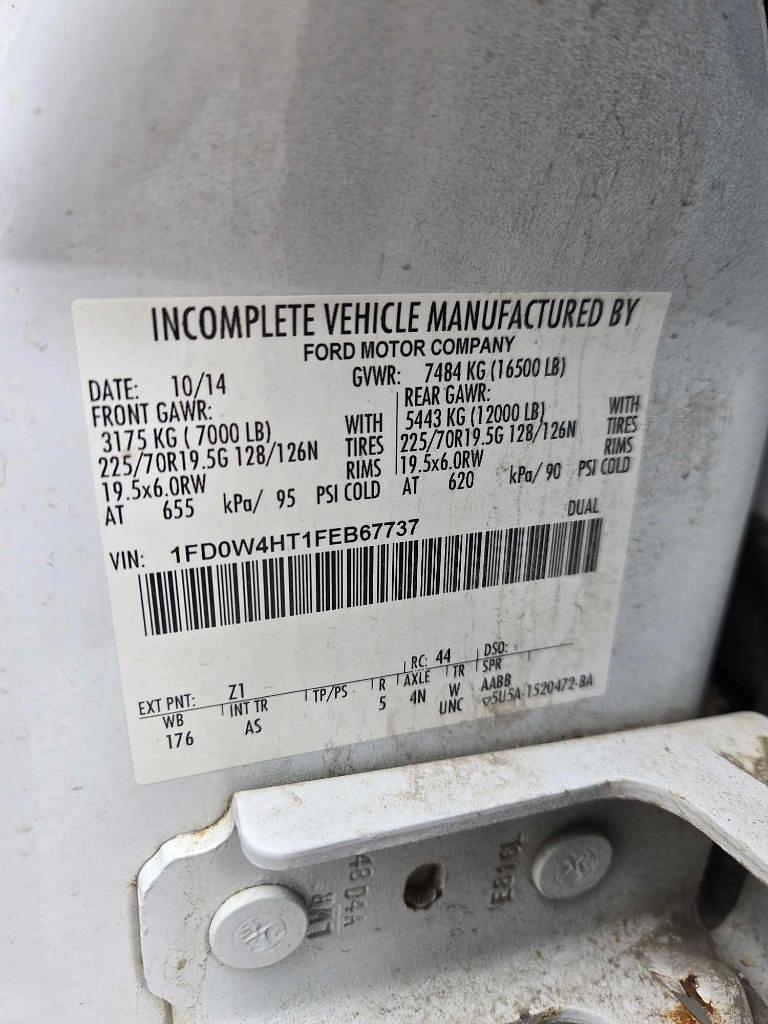 INCOMPLETE VEHICLE MANUFACTURED BY
FORD MOTOR COMPANY
DATE: 10/14 GVWR: 7484 KG (16500 LB)
FRONT GAWR:
3175 KG ( 7000 LB) WITH
225/70R19.5G 128/126N TIRES
19.5x6.0RW RIMS
AT 655 kPa/ 95 PSI COLD
REAR GAWR:
5443 KG (12000 LB) WITH
225/70R19.5G 128/126N TIRES
19.5x6.0RW RIMS
AT 620 kPa/ 90 PSI COLD
DUAL
VIN: 1FD0W4HT1FEB67737
EXT PNT: Z1 RC: 44 DSO:
WB INT TR TP/PS R AXLE TR SPR
176 AS 5 4N W AABB
UNC ▽5U5A-1520472-BA
48D4A
LWR